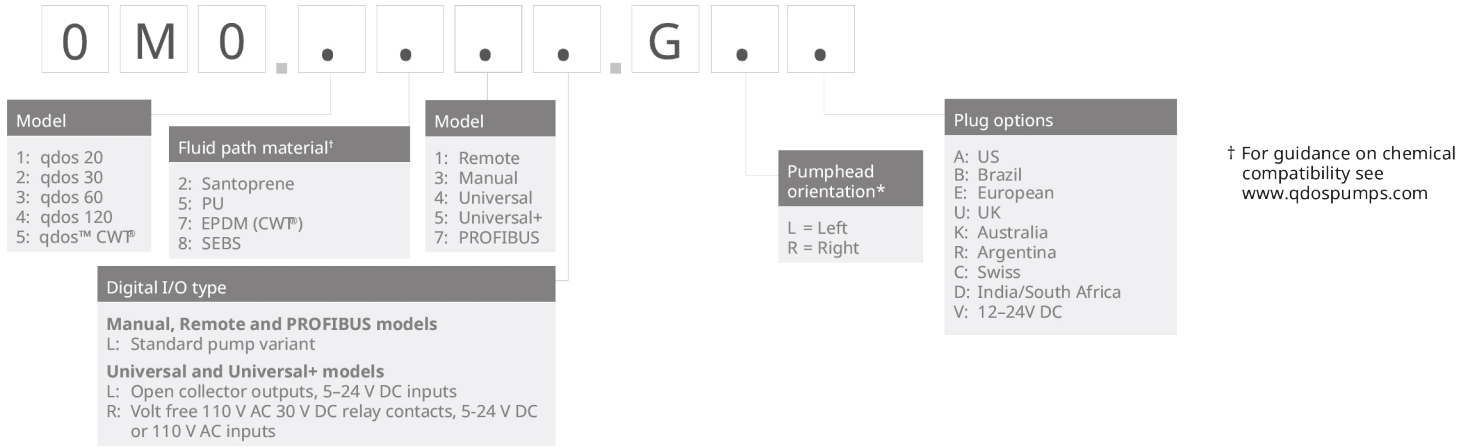 0 M 0 . . . . . . G . .
Model
1: qdos 20
2: qdos 30
3: qdos 60
4: qdos 120
5: qdos™ CWT®
Fluid path material†
2: Santoprene
5: PU
7: EPDM (CWT®)
8: SEBS
Model
1: Remote
3: Manual
4: Universal
5: Universal+
7: PROFIBUS
Digital I/O type
Manual, Remote and PROFIBUS models
L: Standard pump variant
Universal and Universal+ models
L: Open collector outputs, 5–24 V DC inputs
R: Volt free 110 V AC 30 V DC relay contacts, 5-24 V DC
or 110 V AC inputs
Pumphead
orientation*
L = Left
R = Right
Plug options
A: US
B: Brazil
E: European
U: UK
K: Australia
R: Argentina
C: Swiss
D: India/South Africa
V: 12–24V DC
† For guidance on chemical
compatibility see
www.qdospumps.com